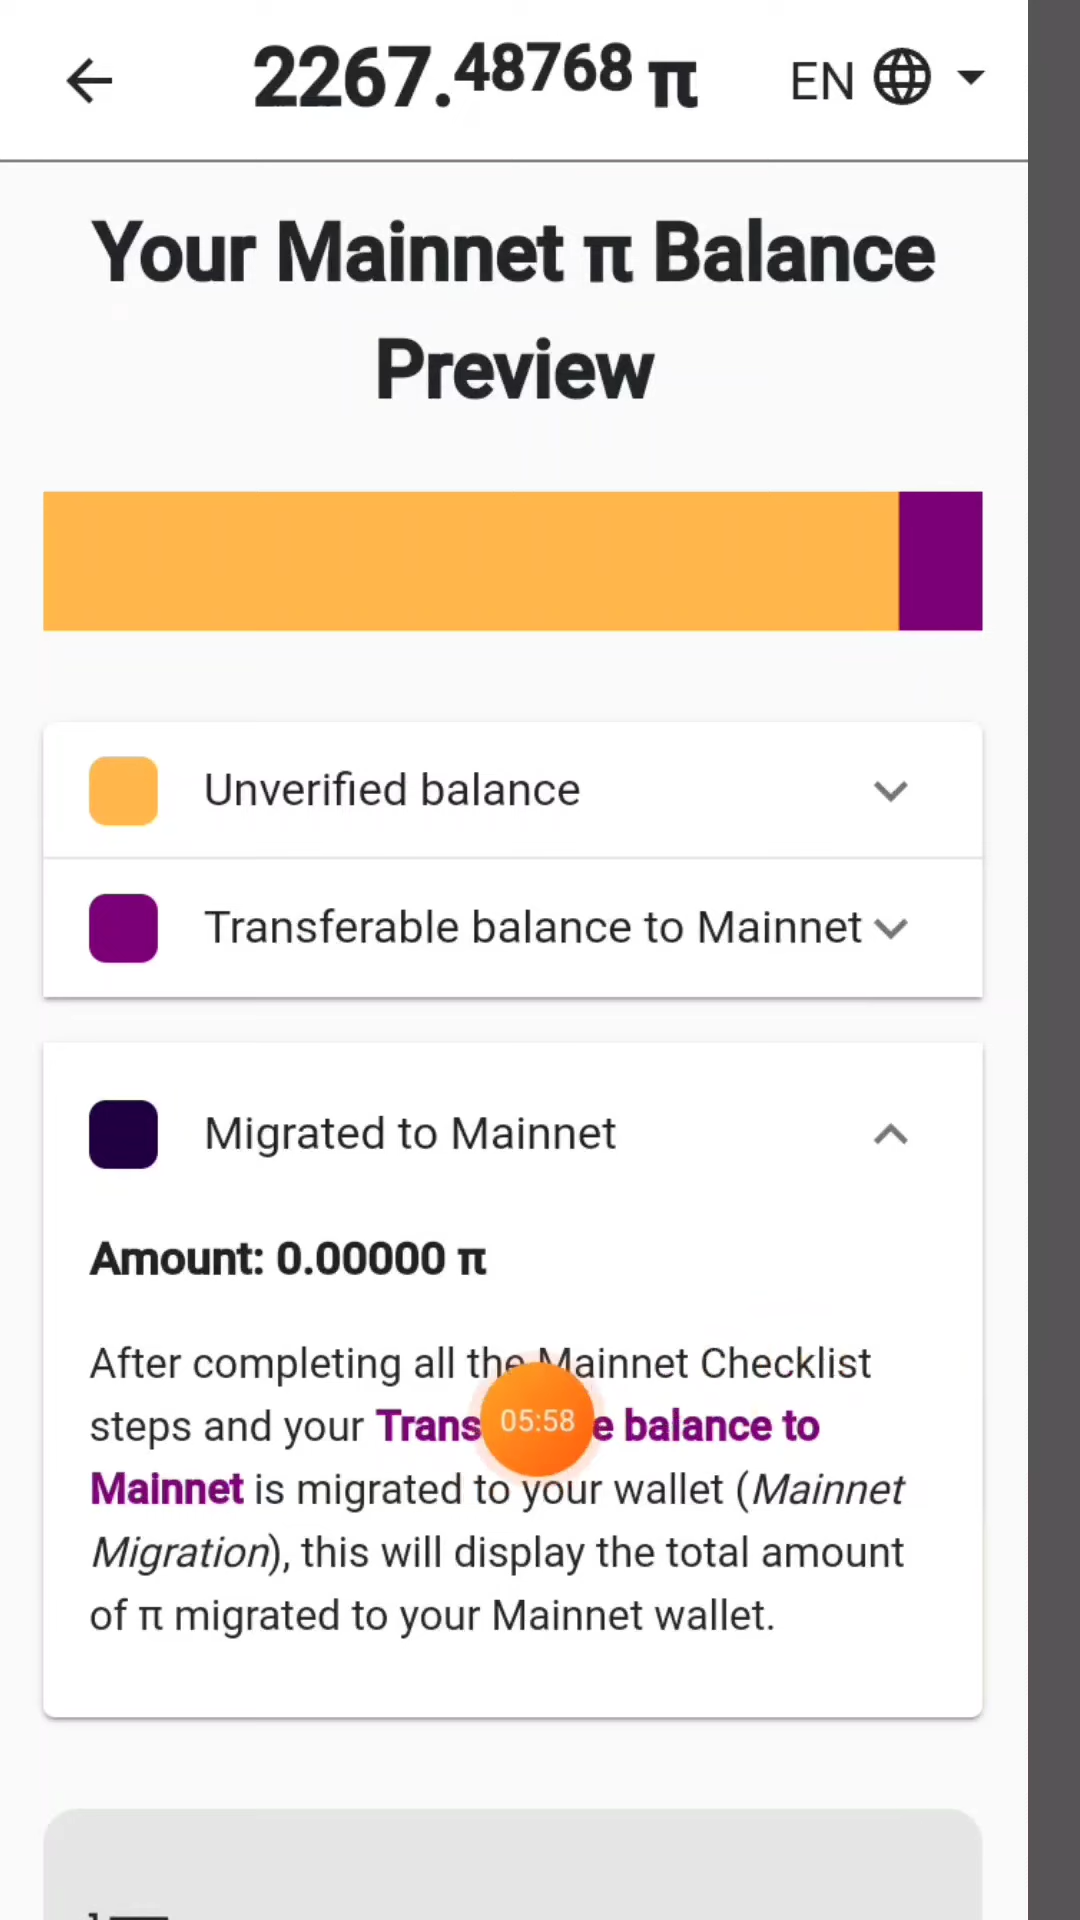 2267.48768 π EN
Your Mainnet π Balance
Preview
Unverified balance
Transferable balance to Mainnet
Migrated to Mainnet
Amount: 0.00000 π
After completing all the Mainnet Checklist
steps and your Trans 05:58 e balance to
Mainnet is migrated to your wallet (Mainnet
Migration), this will display the total amount
of π migrated to your Mainnet wallet.